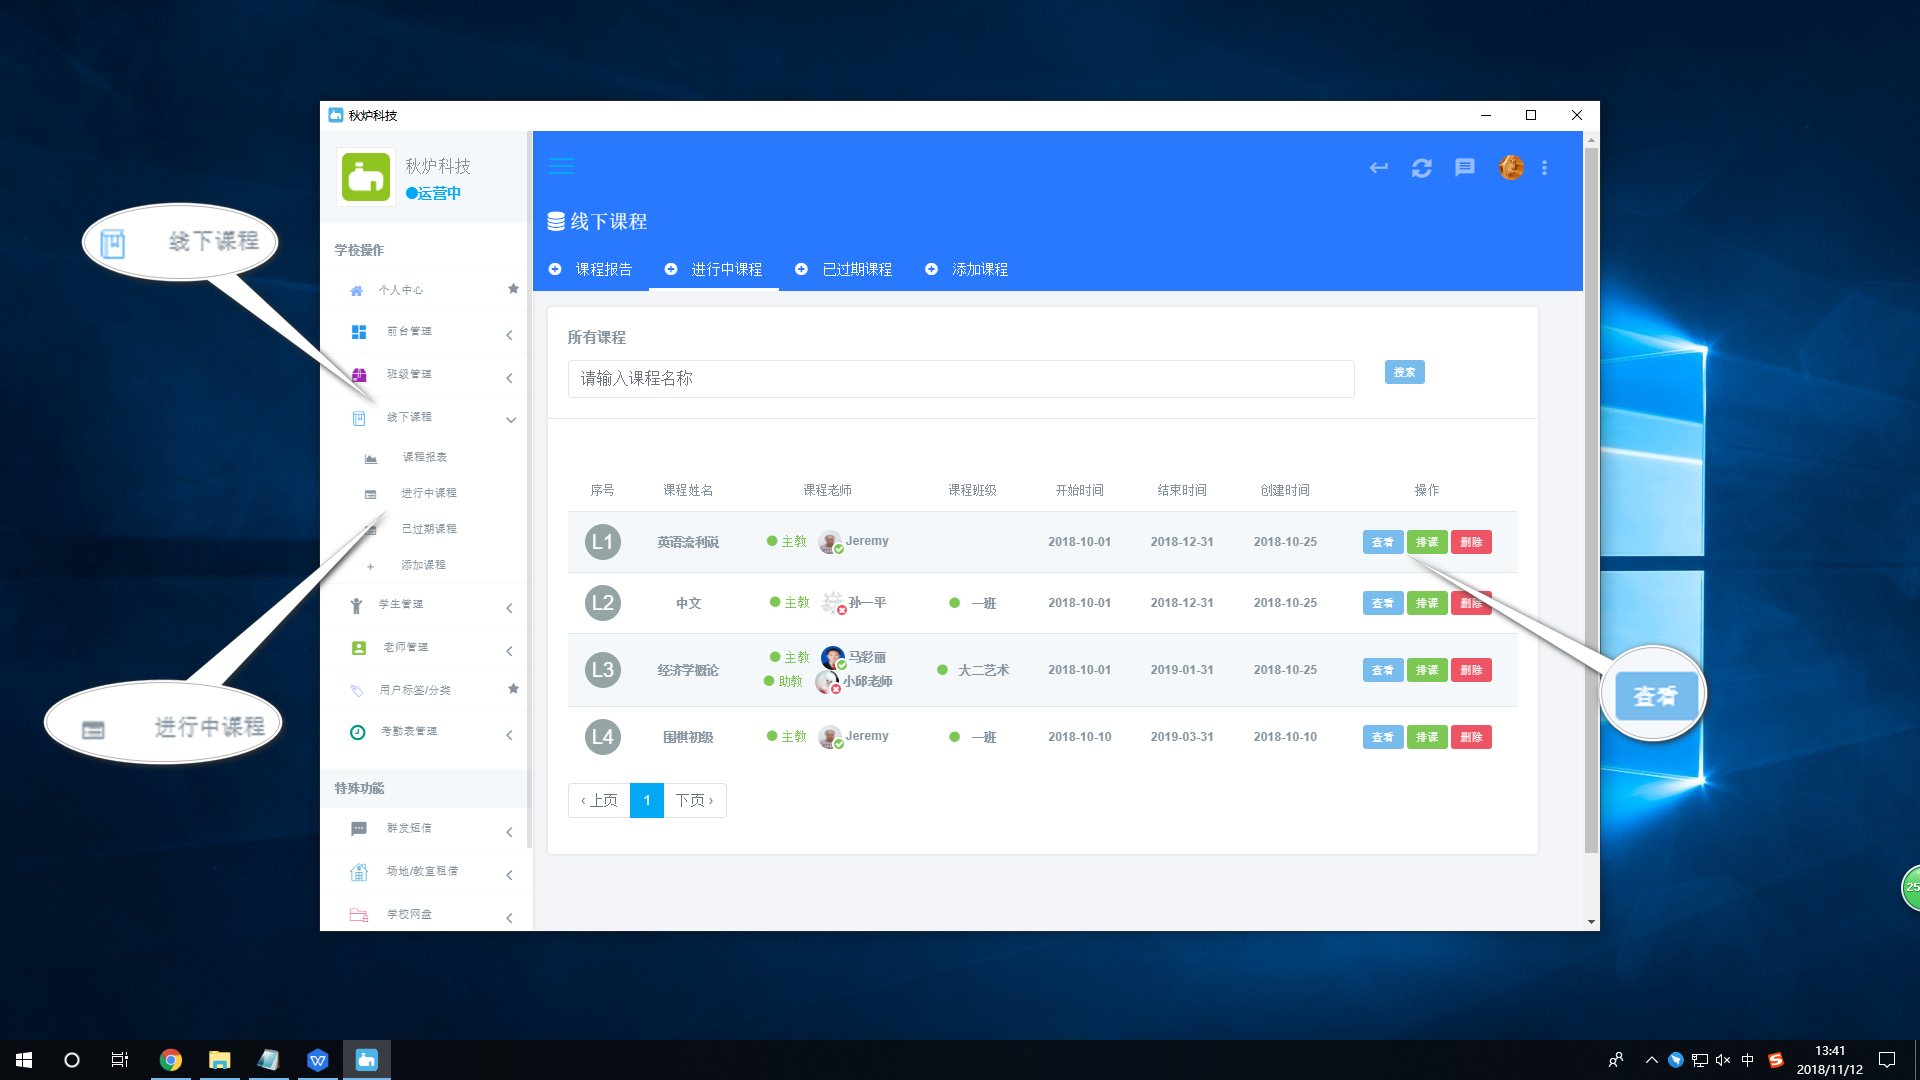 秋炉科技
秋炉科技
运营中
线下课程
线下课程
课程报告
进行中课程
已过期课程
添加课程
学校操作
个人中心
前台管理
班级管理
线下课程
课程报表
进行中课程
已过期课程
添加课程
学生管理
老师管理
用户标签/分类
考勤表管理
特殊功能
群发短信
场地/教室租借
学校网盘
进行中课程
所有课程
请输入课程名称
搜索
序号 课程姓名 课程老师 课程班级 开始时间 结束时间 创建时间 操作
L1 英语流利说 主教 Jeremy 2018-10-01 2018-12-31 2018-10-25 查看 排课 删除
L2 中文 主教 孙一平 一班 2018-10-01 2018-12-31 2018-10-25 查看 排课 删除
L3 经济学概论 主教 马彩丽 助教 小邱老师 大二艺术 2018-10-01 2019-01-31 2018-10-25 查看 排课 删除
L4 围棋初级 主教 Jeremy 一班 2018-10-10 2019-03-31 2018-10-10 查看 排课 删除
‹ 上页 1 下页 ›
查看
25
中
13:41
2018/11/12